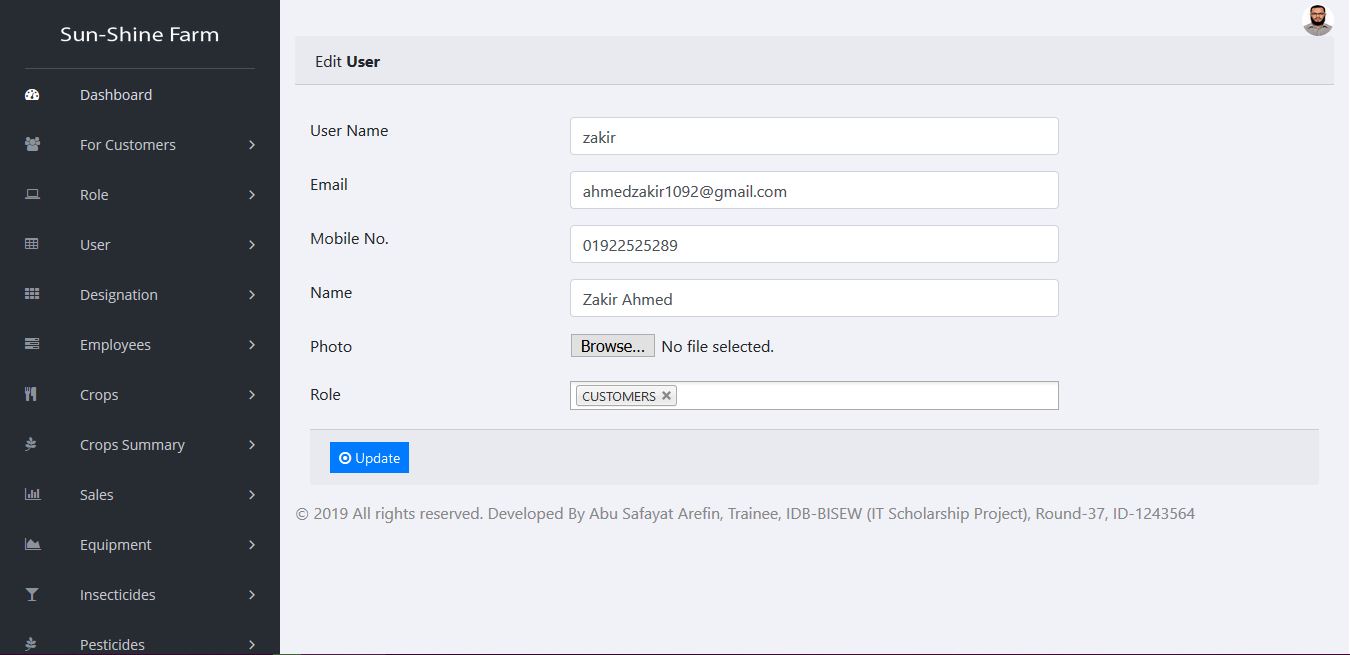 Sun-Shine Farm
Dashboard
For Customers
Role
User
Designation
Employees
Crops
Crops Summary
Sales
Equipment
Insecticides
Pesticides
Edit User
User Name
zakir
Email
ahmedzakir1092@gmail.com
Mobile No.
01922525289
Name
Zakir Ahmed
Photo
Browse... No file selected.
Role
CUSTOMERS
Update
© 2019 All rights reserved. Developed By Abu Safayat Arefin, Trainee, IDB-BISEW (IT Scholarship Project), Round-37, ID-1243564